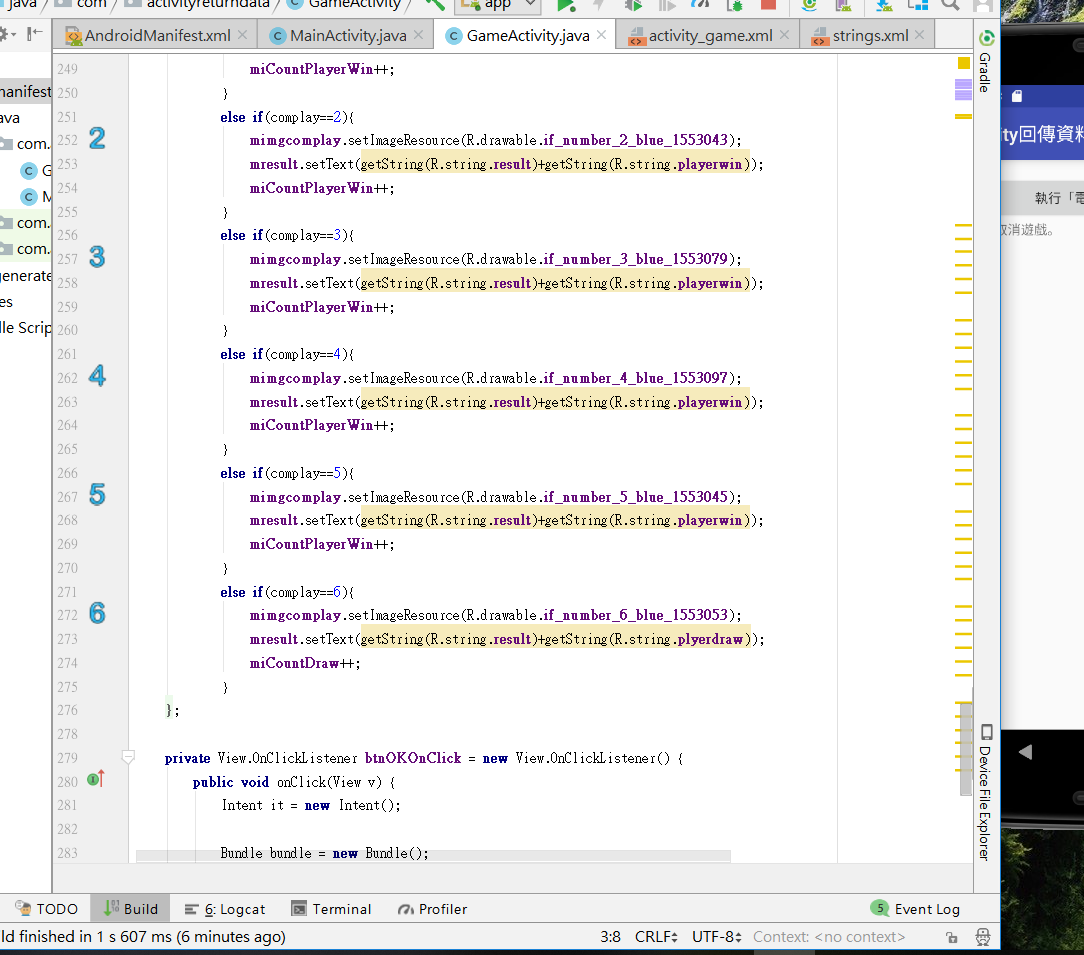 java com activityreturndata GameActivity app
AndroidManifest.xml MainActivity.java GameActivity.java activity_game.xml strings.xml
249 miCountPlayerWin++;
250 }
251 else if(complay==2){
252 mimgcomplay.setImageResource(R.drawable.if_number_2_blue_1553043);
253 mresult.setText(getString(R.string.result)+getString(R.string.playerwin));
254 miCountPlayerWin++;
255 }
256 else if(complay==3){
257 mimgcomplay.setImageResource(R.drawable.if_number_3_blue_1553079);
258 mresult.setText(getString(R.string.result)+getString(R.string.playerwin));
259 miCountPlayerWin++;
260 }
261 else if(complay==4){
262 mimgcomplay.setImageResource(R.drawable.if_number_4_blue_1553097);
263 mresult.setText(getString(R.string.result)+getString(R.string.playerwin));
264 miCountPlayerWin++;
265 }
266 else if(complay==5){
267 mimgcomplay.setImageResource(R.drawable.if_number_5_blue_1553045);
268 mresult.setText(getString(R.string.result)+getString(R.string.playerwin));
269 miCountPlayerWin++;
270 }
271 else if(complay==6){
272 mimgcomplay.setImageResource(R.drawable.if_number_6_blue_1553053);
273 mresult.setText(getString(R.string.result)+getString(R.string.plyerdraw));
274 miCountDraw++;
275 }
276 };
278
279 private View.OnClickListener btnOKOnClick = new View.OnClickListener() {
280 public void onClick(View v) {
281 Intent it = new Intent();
282
283 Bundle bundle = new Bundle();
2
3
4
5
6
manifest
ava
com.
G
M
com.
com.
generate
es
lle Scrip
Gradle
Device File Explorer
ty回傳資料
執行「電
取消遊戲。
TODO Build 6: Logcat Terminal Profiler 5 Event Log
ld finished in 1 s 607 ms (6 minutes ago) 3:8 CRLF UTF-8 Context: <no context>